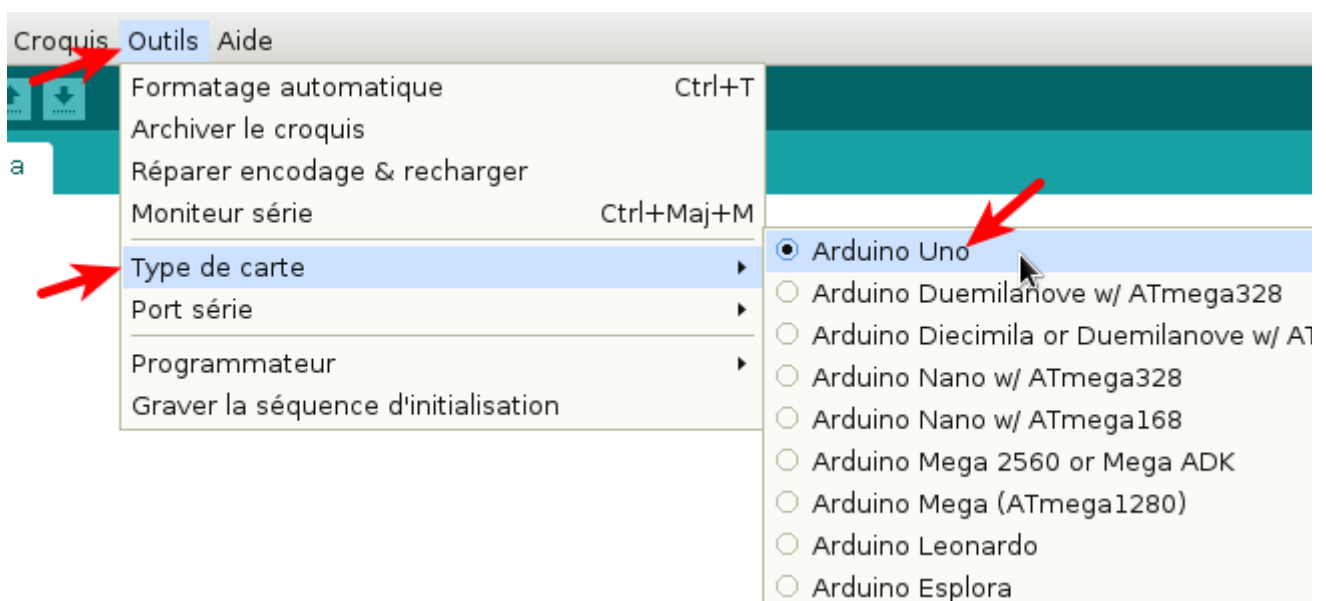 Croquis Outils Aide
Formatage automatique Ctrl+T
Archiver le croquis
a
Réparer encodage & recharger
Moniteur série Ctrl+Maj+M
Type de carte
Port série
Programmateur
Graver la séquence d'initialisation
Arduino Uno
Arduino Duemilanove w/ ATmega328
Arduino Diecimila or Duemilanove w/ AT
Arduino Nano w/ ATmega328
Arduino Nano w/ ATmega168
Arduino Mega 2560 or Mega ADK
Arduino Mega (ATmega1280)
Arduino Leonardo
Arduino Esplora